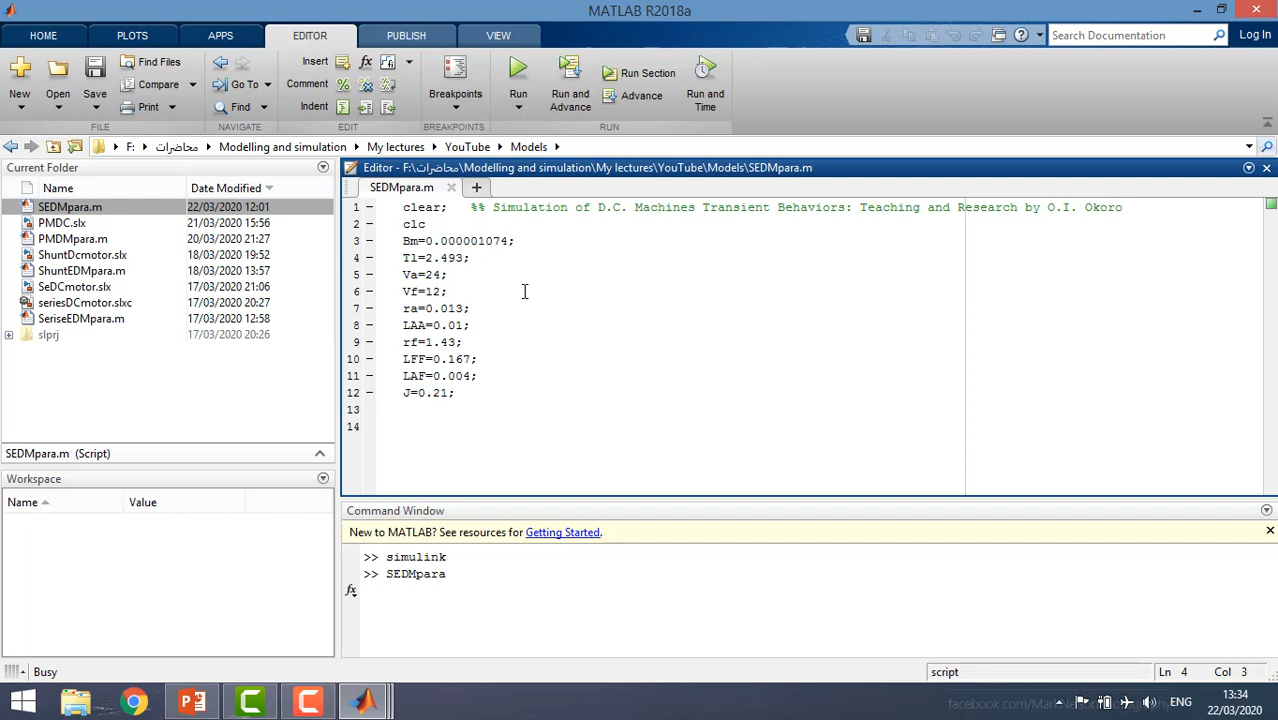 MATLAB R2018a
HOME PLOTS APPS EDITOR PUBLISH VIEW
Search Documentation
Log In
New Open Save
Find Files
Compare
Print
FILE
Go To
Find
NAVIGATE
Insert
Comment
Indent
EDIT
Breakpoints
BREAKPOINTS
Run
Run and Advance
Run Section
Advance
Run and Time
RUN
F: محاضرات Modelling and simulation My lectures YouTube Models
Current Folder
Name Date Modified
SEDMpara.m 22/03/2020 12:01
PMDC.slx 21/03/2020 15:56
PMDMpara.m 20/03/2020 21:27
ShuntDcmotor.slx 18/03/2020 19:52
ShuntEDMpara.m 18/03/2020 13:57
SeDCmotor.slx 17/03/2020 21:06
seriesDCmotor.slxc 17/03/2020 20:27
SeriseEDMpara.m 17/03/2020 12:58
slprj 17/03/2020 20:26
SEDMpara.m (Script)
Workspace
Name Value
Editor - F:\محاضرات\Modelling and simulation\My lectures\YouTube\Models\SEDMpara.m
SEDMpara.m
1 clear; %% Simulation of D.C. Machines Transient Behaviors: Teaching and Research by O.I. Okoro
2 clc
3 Bm=0.000001074;
4 Tl=2.493;
5 Va=24;
6 Vf=12;
7 ra=0.013;
8 LAA=0.01;
9 rf=1.43;
10 LFF=0.167;
11 LAF=0.004;
12 J=0.21;
13
14
Command Window
New to MATLAB? See resources for Getting Started.
>> simulink
>> SEDMpara
fx
Busy
script
Ln 4 Col 3
ENG
13:34
22/03/2020